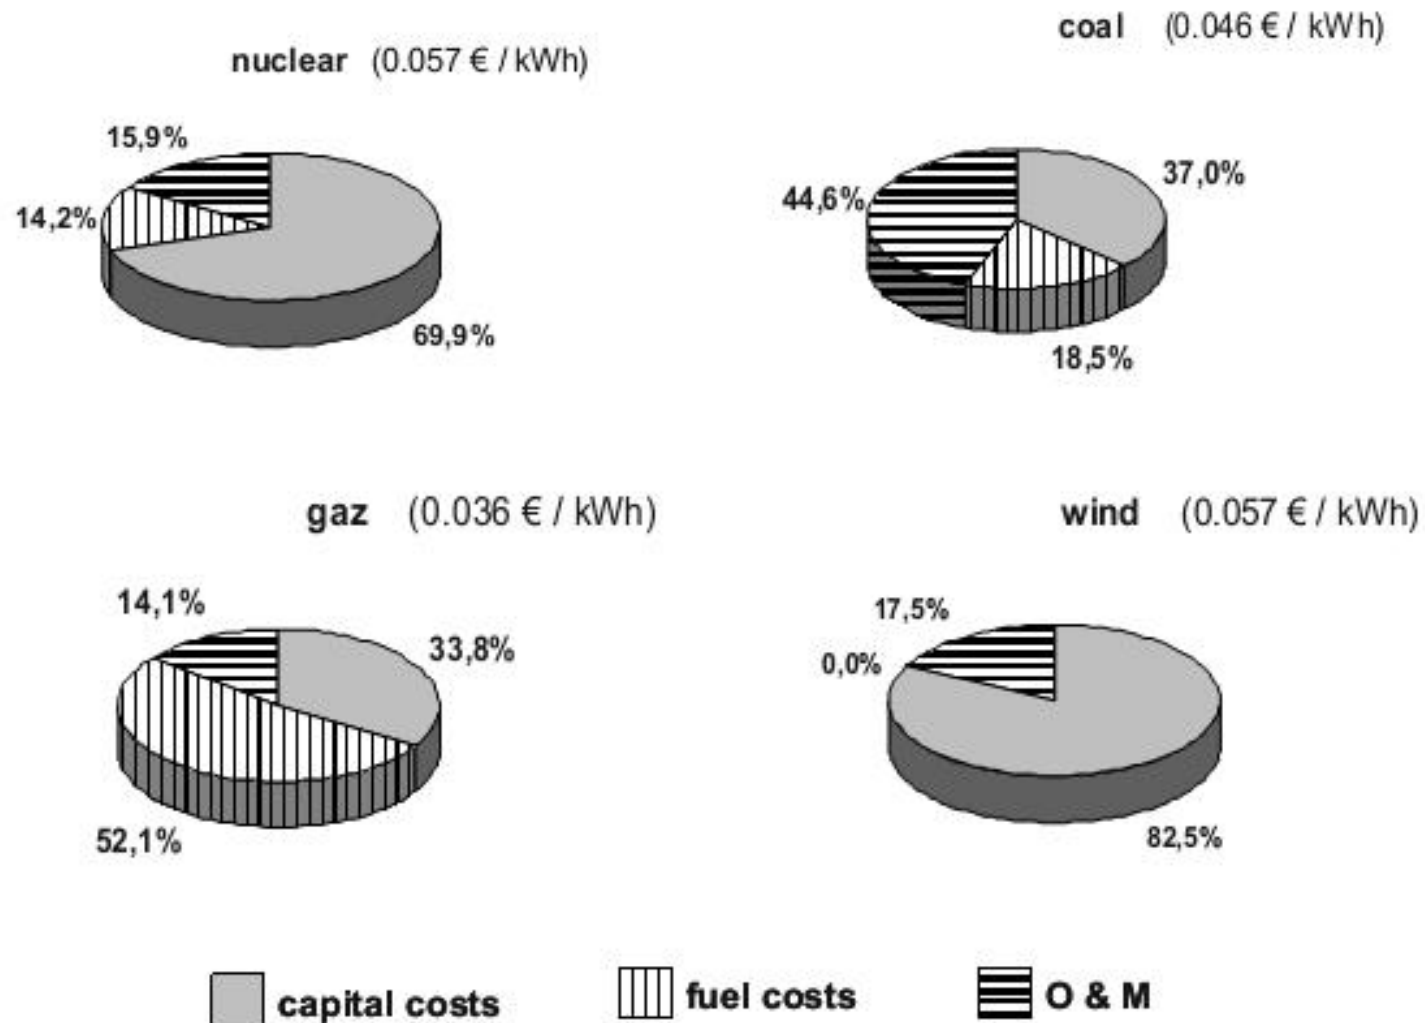 nuclear (0.057 € / kWh)
15,9%
14,2%
69,9%
coal (0.046 € / kWh)
44,6%
37,0%
18,5%
gaz (0.036 € / kWh)
14,1%
33,8%
52,1%
wind (0.057 € / kWh)
17,5%
0,0%
82,5%
capital costs
fuel costs
O & M